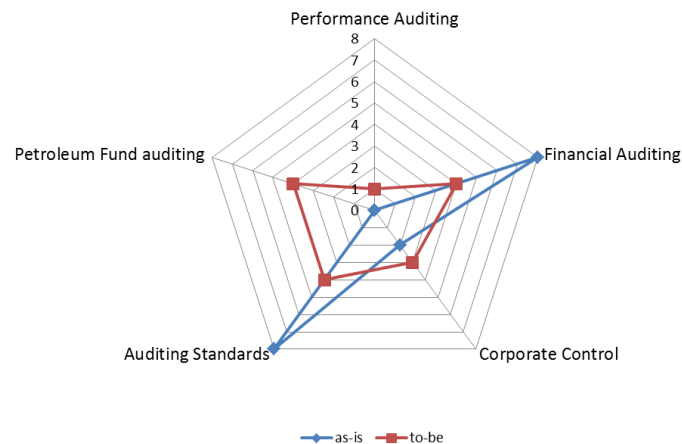 Performance Auditing
8
7
6
5
4
3
2
1
0
Petroleum Fund auditing
Financial Auditing
Auditing Standards
Corporate Control
as-is to-be